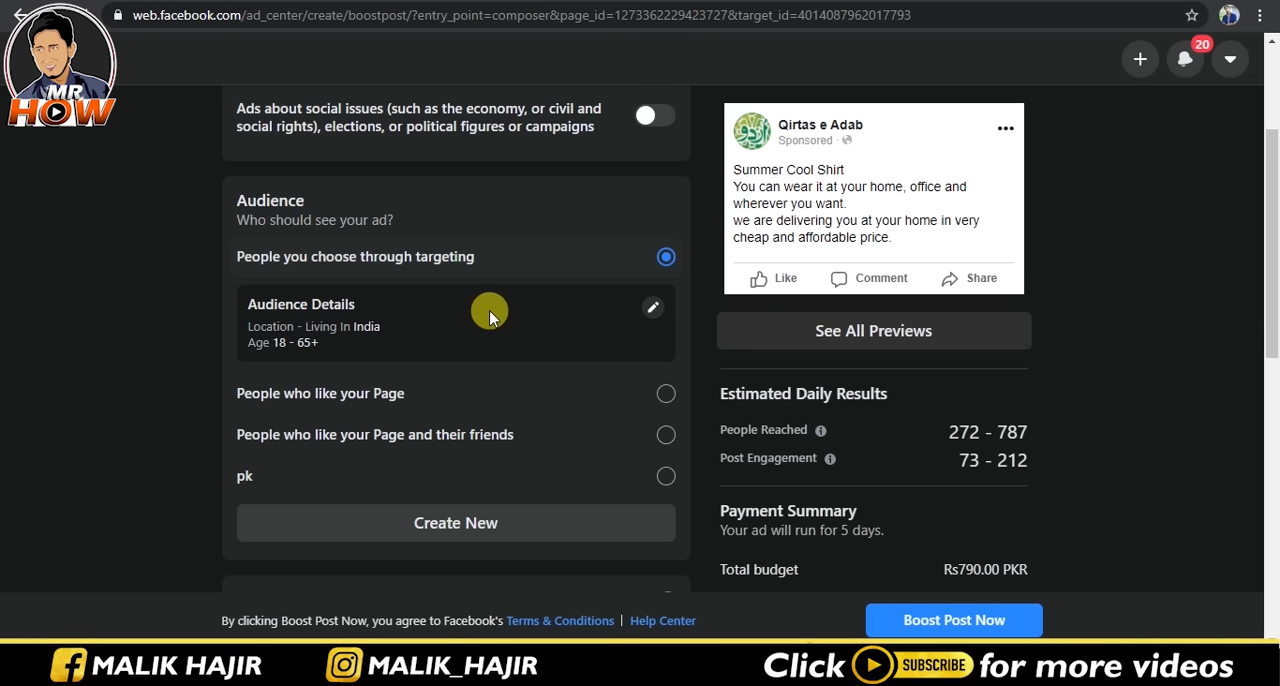 web.facebook.com/ad_center/create/boostpost/?entry_point=composer&page_id=1273362229423727&target_id=4014087962017793
MR
HOW
20
Ads about social issues (such as the economy, or civil and
social rights), elections, or political figures or campaigns
Audience
Who should see your ad?
People you choose through targeting
Audience Details
Location - Living In India
Age 18 - 65+
People who like your Page
People who like your Page and their friends
pk
Create New
اردو
Qirtas e Adab
Sponsored ·
Summer Cool Shirt
You can wear it at your home, office and
wherever you want.
we are delivering you at your home in very
cheap and affordable price.
Like Comment Share
See All Previews
Estimated Daily Results
People Reached 272 - 787
Post Engagement 73 - 212
Payment Summary
Your ad will run for 5 days.
Total budget Rs790.00 PKR
By clicking Boost Post Now, you agree to Facebook's Terms & Conditions | Help Center
Boost Post Now
MALIK HAJIR MALIK_HAJIR Click SUBSCRIBE for more videos